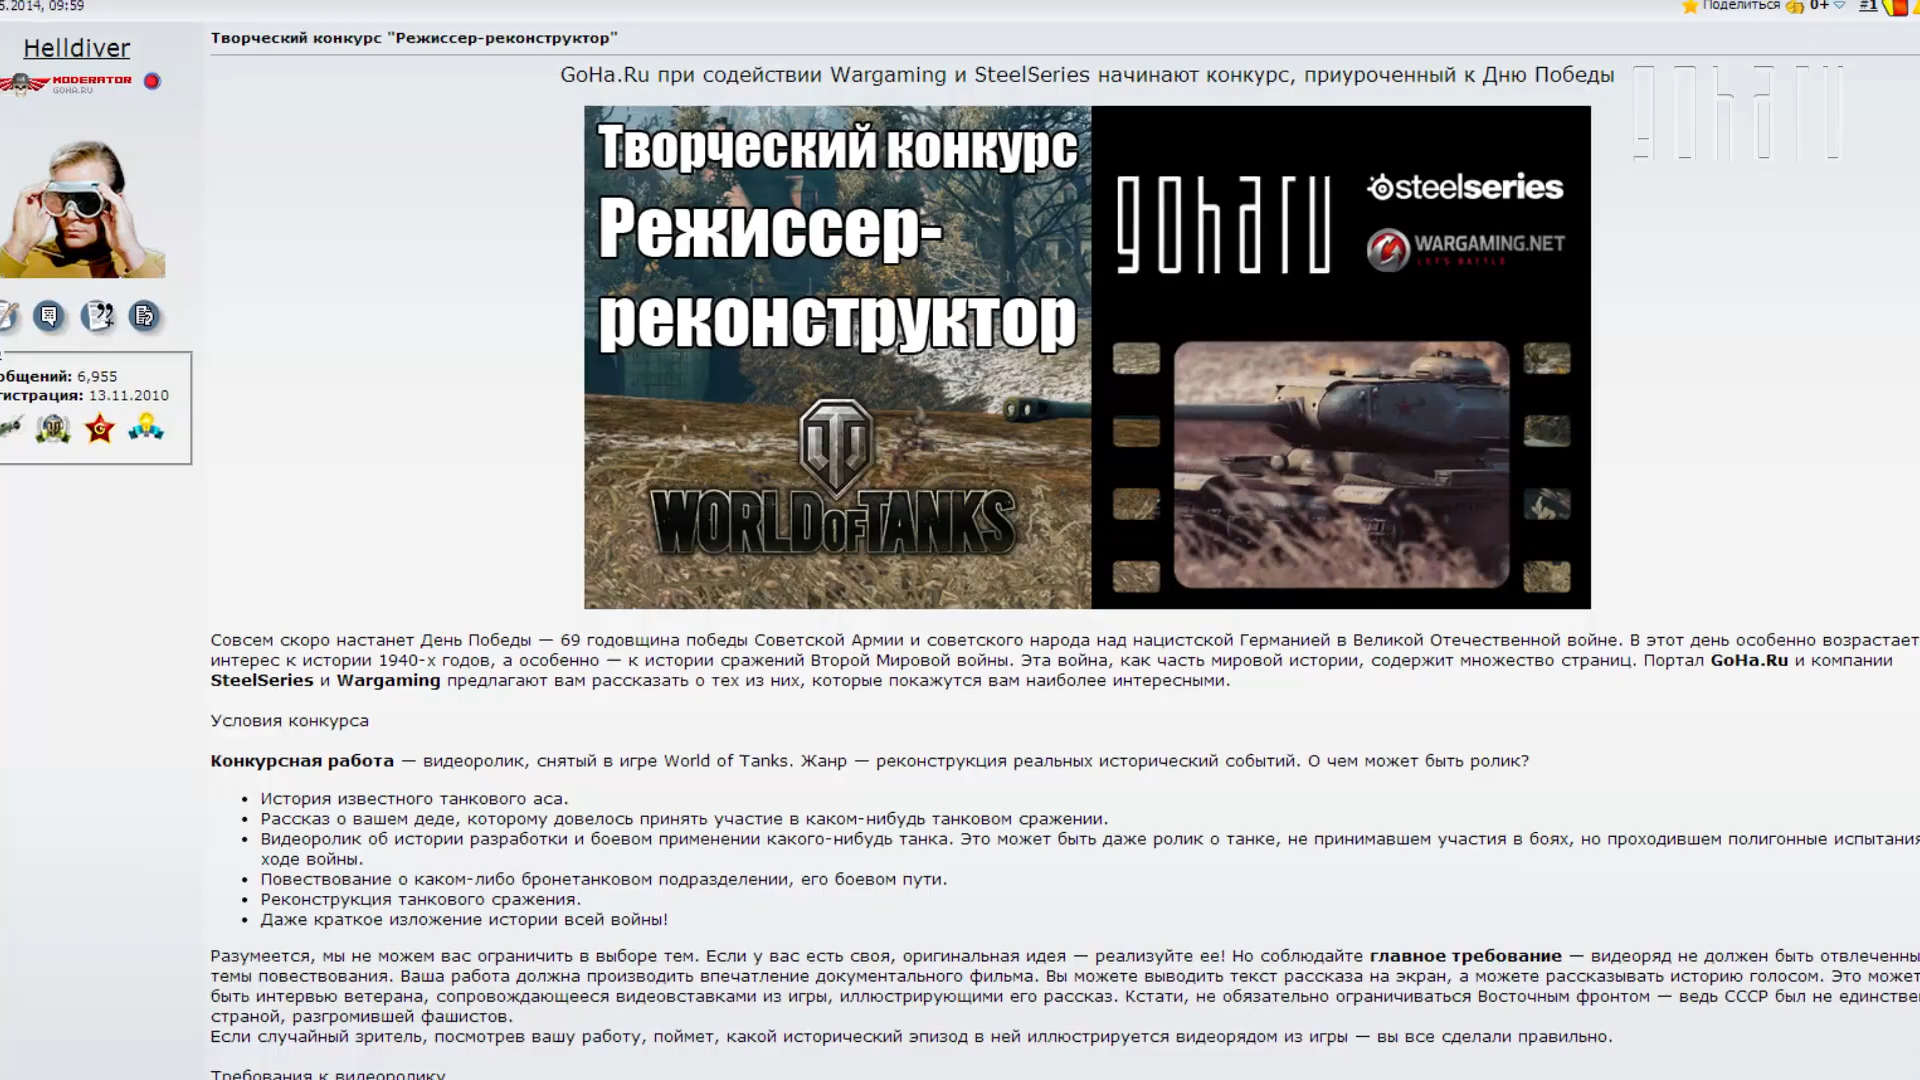 5.2014, 09:59
Поделиться 0+ #1
Helldiver
MODERATOR
GOHA.RU
общений: 6,955
гистрация: 13.11.2010
Творческий конкурс "Режиссер-реконструктор"
GoHa.Ru при содействии Wargaming и SteelSeries начинают конкурс, приуроченный к Дню Победы
goharu
Творческий конкурс
Режиссер-
реконструктор
WORLD OF TANKS
goharu
steelseries
WARGAMING.NET
LET'S BATTLE
Совсем скоро настанет День Победы — 69 годовщина победы Советской Армии и советского народа над нацистской Германией в Великой Отечественной войне. В этот день особенно возрастает
интерес к истории 1940-х годов, а особенно — к истории сражений Второй Мировой войны. Эта война, как часть мировой истории, содержит множество страниц. Портал GoHa.Ru и компании
SteelSeries и Wargaming предлагают вам рассказать о тех из них, которые покажутся вам наиболее интересными.
Условия конкурса
Конкурсная работа — видеоролик, снятый в игре World of Tanks. Жанр — реконструкция реальных исторический событий. О чем может быть ролик?
• История известного танкового аса.
• Рассказ о вашем деде, которому довелось принять участие в каком-нибудь танковом сражении.
• Видеоролик об истории разработки и боевом применении какого-нибудь танка. Это может быть даже ролик о танке, не принимавшем участия в боях, но проходившем полигонные испытания
ходе войны.
• Повествование о каком-либо бронетанковом подразделении, его боевом пути.
• Реконструкция танкового сражения.
• Даже краткое изложение истории всей войны!
Разумеется, мы не можем вас ограничить в выборе тем. Если у вас есть своя, оригинальная идея — реализуйте ее! Но соблюдайте главное требование — видеоряд не должен быть отвлеченны
темы повествования. Ваша работа должна производить впечатление документального фильма. Вы можете выводить текст рассказа на экран, а можете рассказывать историю голосом. Это может
быть интервью ветерана, сопровождающееся видеовставками из игры, иллюстрирующими его рассказ. Кстати, не обязательно ограничиваться Восточным фронтом — ведь СССР был не единстве
страной, разгромившей фашистов.
Если случайный зритель, посмотрев вашу работу, поймет, какой исторический эпизод в ней иллюстрируется видеорядом из игры — вы все сделали правильно.
Требования к видеоролику